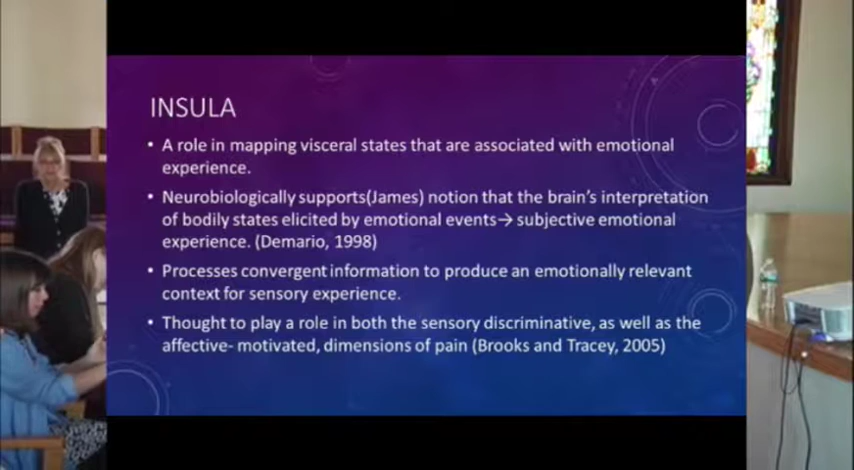 INSULA
• A role in mapping visceral states that are associated with emotional
experience.
• Neurobiologically supports(James) notion that the brain's interpretation
of bodily states elicited by emotional events→ subjective emotional
experience. (Demario, 1998)
• Processes convergent information to produce an emotionally relevant
context for sensory experience.
• Thought to play a role in both the sensory discriminative, as well as the
affective- motivated, dimensions of pain (Brooks and Tracey, 2005)